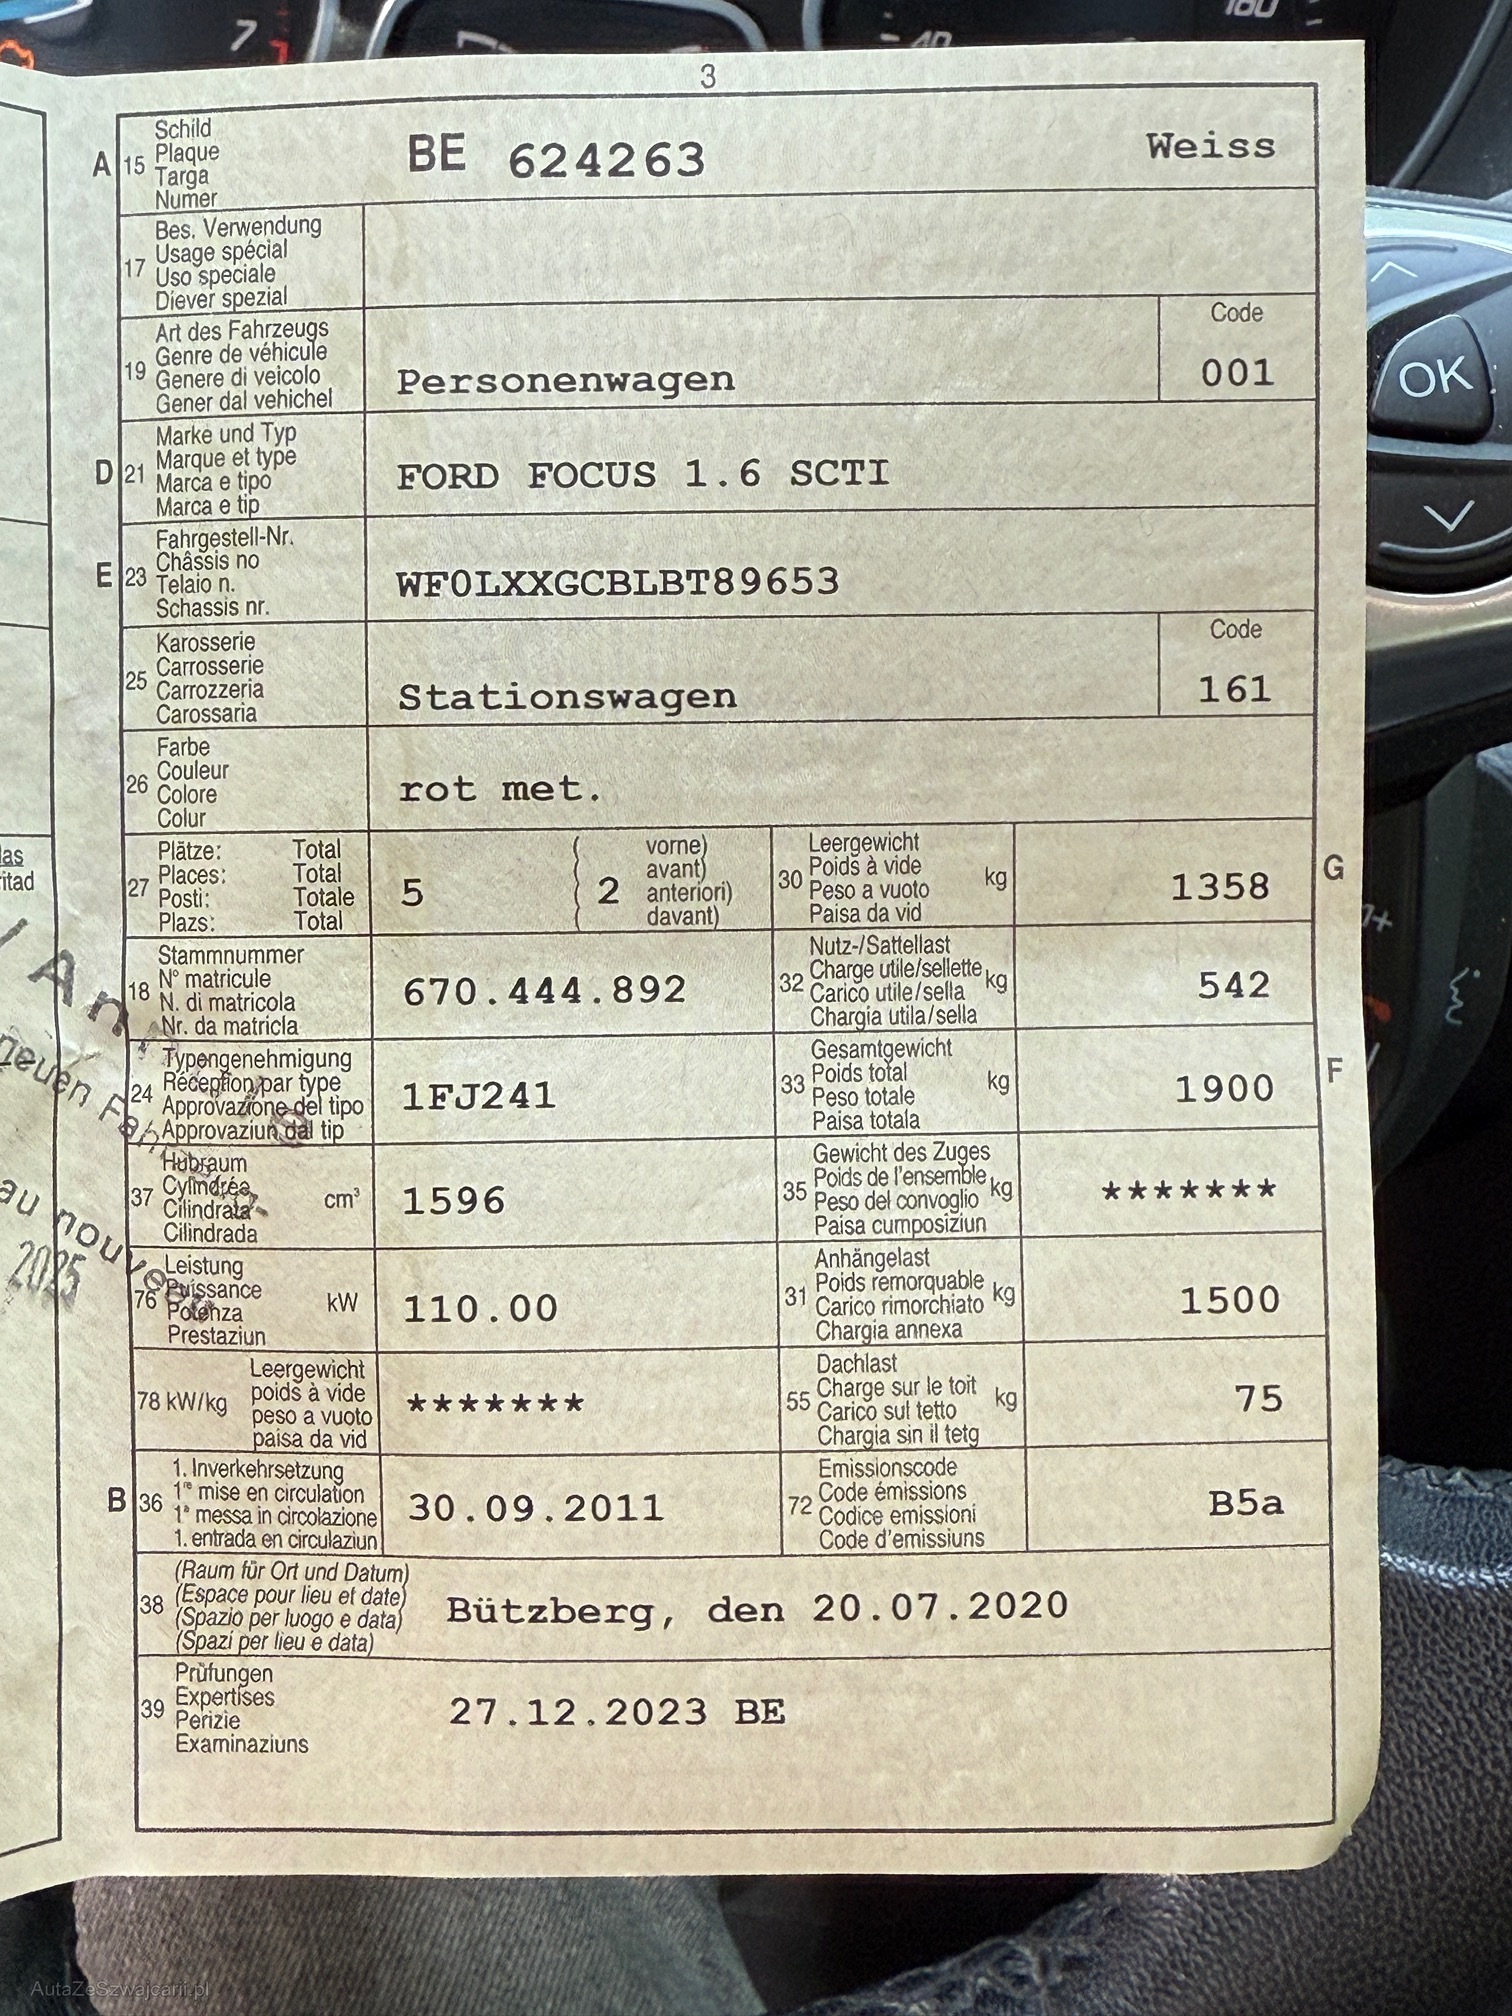 7
40
160
3
A 15 Schild
Plaque
Targa
Numer
BE 624263 Weiss
17 Bes. Verwendung
Usage spécial
Uso speciale
Diever spezial
19 Art des Fahrzeugs
Genre de véhicule
Genere di veicolo
Gener dal vehichel
Personenwagen
Code
001
D 21 Marke und Typ
Marque et type
Marca e tipo
Marca e tip
FORD FOCUS 1.6 SCTI
E 23 Fahrgestell-Nr.
Châssis no
Telaio n.
Schassis nr.
WF0LXXGCBLBT89653
25 Karosserie
Carrosserie
Carrozzeria
Carossaria
Stationswagen
Code
161
26 Farbe
Couleur
Colore
Colur
rot met.
27 Plätze: Total
Places: Total
Posti: Totale
Plazs: Total
5 ( 2 vorne)
avant)
anteriori)
davant)
30 Leergewicht
Poids à vide
Peso a vuoto
Paisa da vid
kg 1358 G
18 Stammnummer
N° matricule
N. di matricola
Nr. da matricla
670.444.892
32 Nutz-/Sattellast
Charge utile/sellette
Carico utile/sella
Chargia utila/sella
kg 542
24 Typengenehmigung
Réception par type
Approvazione del tipo
Approvaziun dal tip
1FJ241
33 Gesamtgewicht
Poids total
Peso totale
Paisa totala
kg 1900 F
37 Hubraum
Cylindrée
Cilindrata
Cilindrada
cm³ 1596
35 Gewicht des Zuges
Poids de l'ensemble
Peso del convoglio
Paisa cumposiziun
kg *******
76 Leistung
Puissance
Potenza
Prestaziun
kW 110.00
31 Anhängelast
Poids remorquable
Carico rimorchiato
Chargia annexa
kg 1500
78 kW/kg Leergewicht
poids à vide
peso a vuoto
paisa da vid
*******
55 Dachlast
Charge sur le toit
Carico sul tetto
Chargia sin il tetg
kg 75
B 36 1. Inverkehrsetzung
1re mise en circulation
1a messa in circolazione
1. entrada en circulaziun
30.09.2011
72 Emissionscode
Code émissions
Codice emissioni
Code d'emissiuns
B5a
38 (Raum für Ort und Datum)
(Espace pour lieu et date)
(Spazio per luogo e data)
(Spazi per lieu e data)
Bützberg, den 20.07.2020
39 Prüfungen
Expertises
Perizie
Examinaziuns
27.12.2023 BE
neuen
au nouveau
2025
OK
AutaZeSzwajcarii.pl